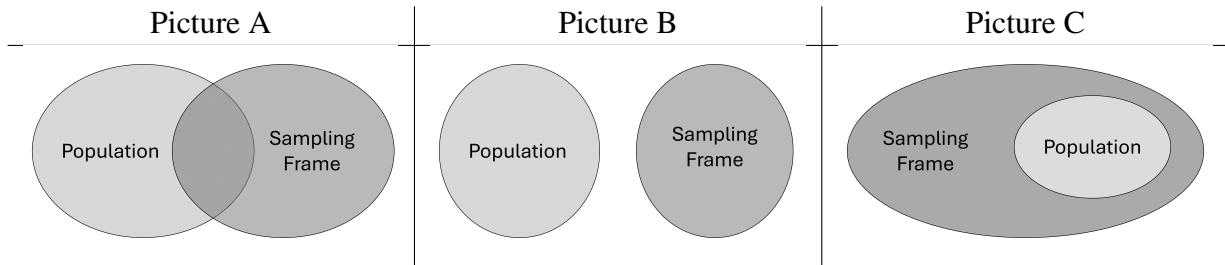 Picture A
Picture B
Picture C
Population
Sampling
Frame
Population
Sampling
Frame
Sampling
Frame
Population